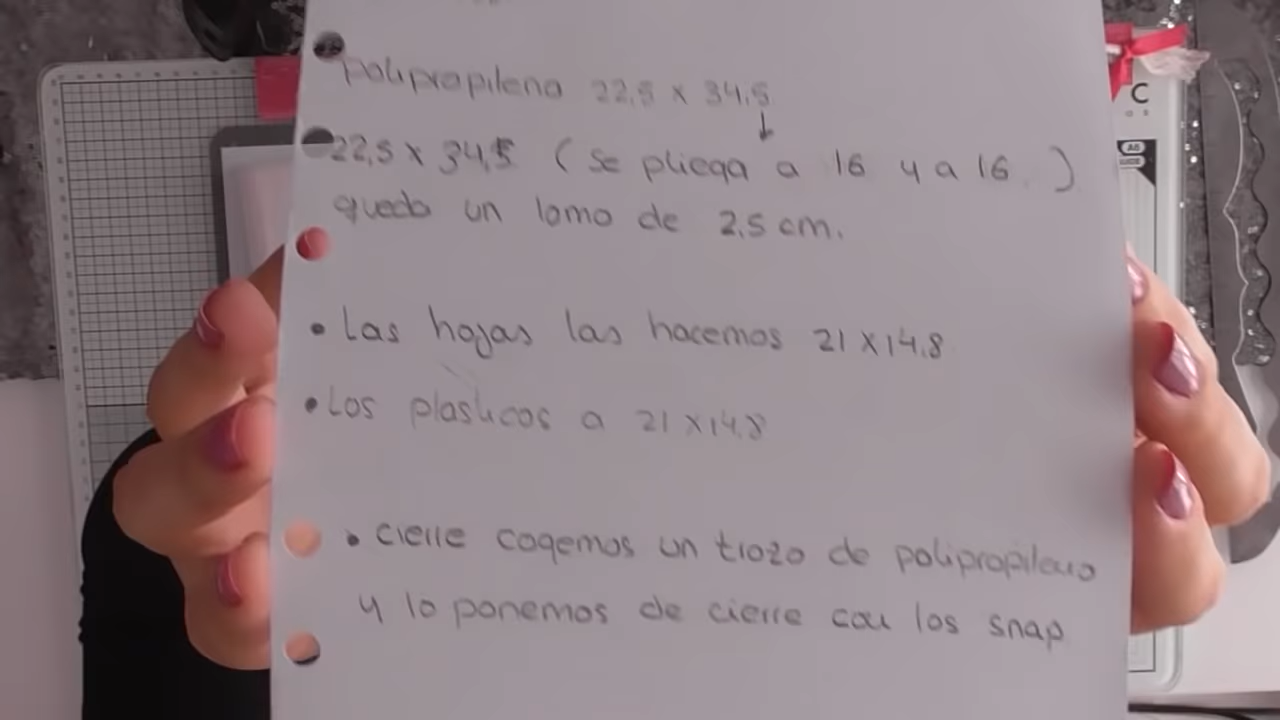 Polipropileno 22,5 x 34,5
22,5 x 34,5 (se pliega a 16 y a 16.)
queda un lomo de 2,5 cm.
• Las hojas las hacemos 21 x 14,8
• Los plasticos a 21 x 14,8
• cierre cogemos un trozo de polipropileno
y lo ponemos de cierre con los snap
C
A6